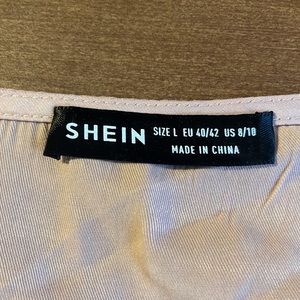 SHEIN SIZE L EU 40/42 US 8/10
MADE IN CHINA